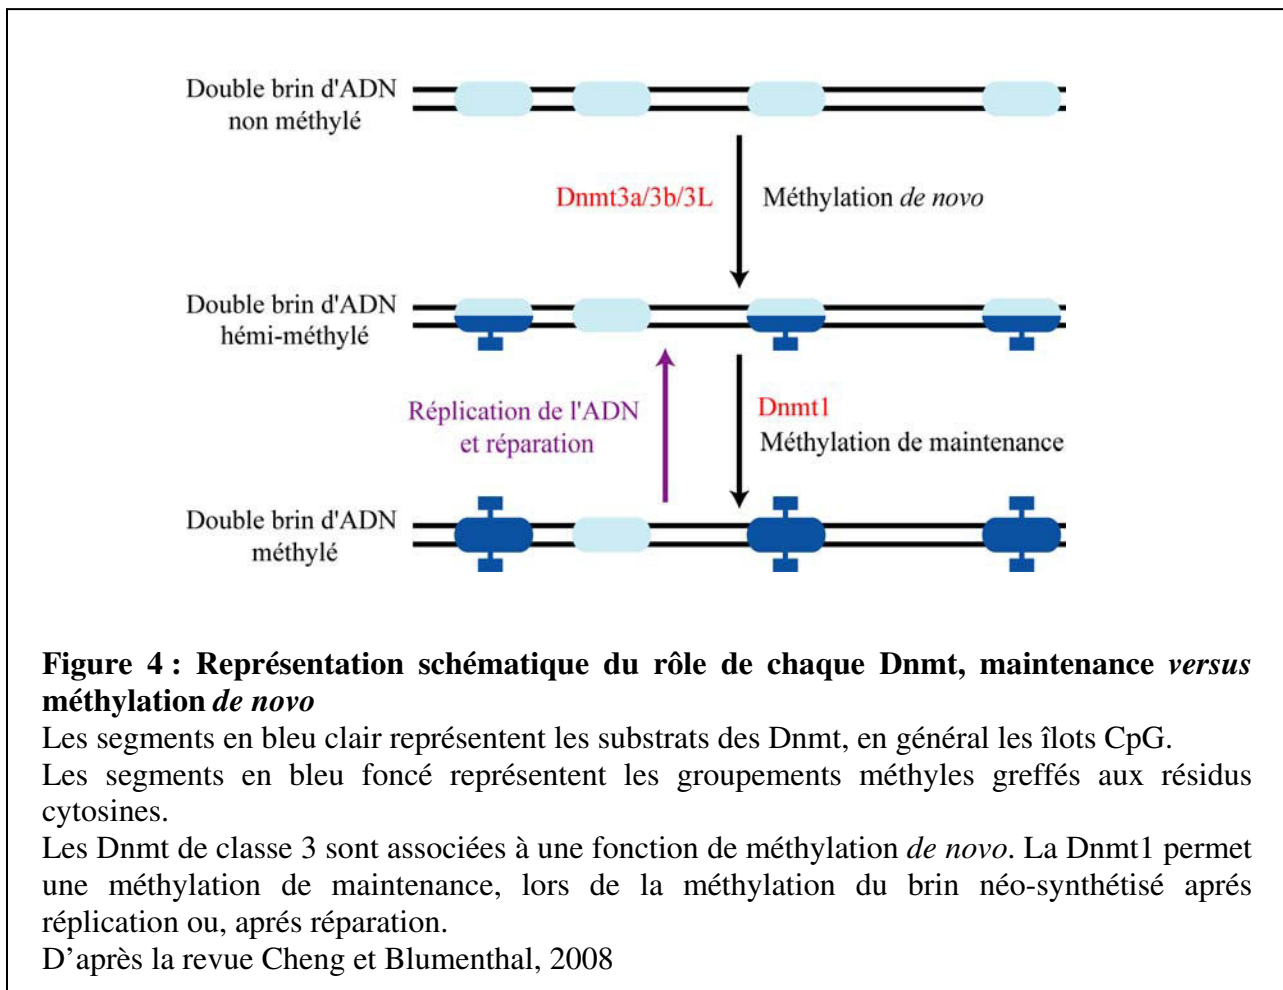 Double brin d'ADN
non méthylé
Dnmt3a/3b/3L
Méthylation de novo
Double brin d'ADN
hémi-méthylé
Réplication de l'ADN
et réparation
Dnmt1
Méthylation de maintenance
Double brin d'ADN
méthylé
Figure 4 : Représentation schématique du rôle de chaque Dnmt, maintenance versus
méthylation de novo
Les segments en bleu clair représentent les substrats des Dnmt, en général les îlots CpG.
Les segments en bleu foncé représentent les groupements méthyles greffés aux résidus
cytosines.
Les Dnmt de classe 3 sont associées à une fonction de méthylation de novo. La Dnmt1 permet
une méthylation de maintenance, lors de la méthylation du brin néo-synthétisé aprés
réplication ou, aprés réparation.
D'après la revue Cheng et Blumenthal, 2008